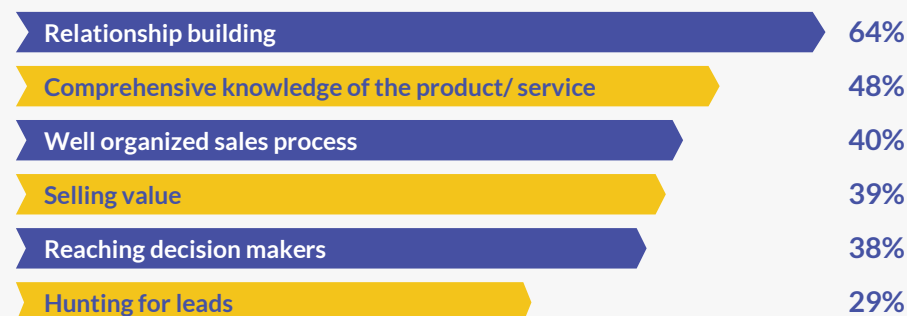 Relationship building 64%
Comprehensive knowledge of the product/ service 48%
Well organized sales process 40%
Selling value 39%
Reaching decision makers 38%
Hunting for leads 29%